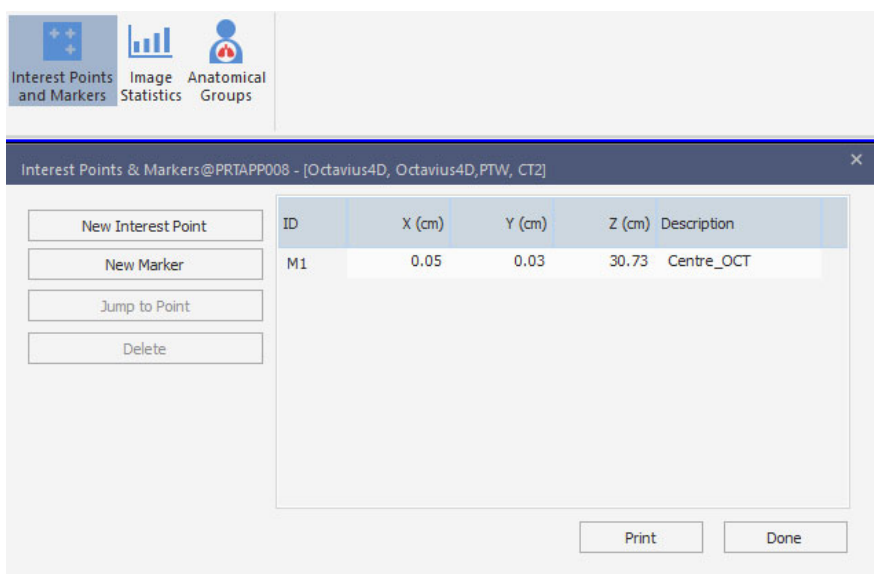 Interest Points and Markers
Image Statistics
Anatomical Groups
Interest Points & Markers@PRTAPP008 - [Octavius4D, Octavius4D,PTW, CT2]
New Interest Point
New Marker
Jump to Point
Delete
ID X (cm) Y (cm) Z (cm) Description
M1 0.05 0.03 30.73 Centre_OCT
Print Done